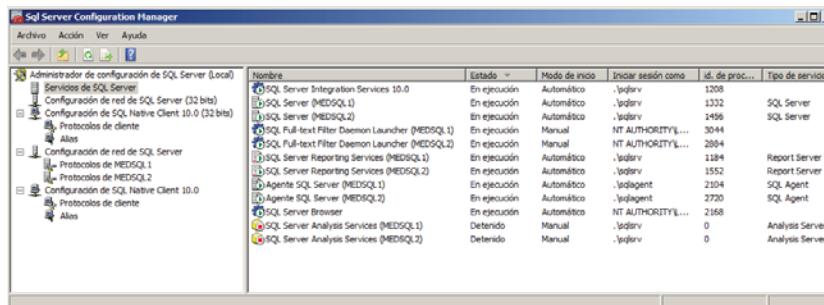 Sql Server Configuration Manager
Archivo Acción Ver Ayuda
Administrador de configuración de SQL Server (Local)
Servicios de SQL Server
Configuración de red de SQL Server (32 bits)
Configuración de SQL Native Client 10.0 (32 bits)
Protocolos de cliente
Alias
Configuración de red de SQL Server
Protocolos de MEDSQL1
Protocolos de MEDSQL2
Configuración de SQL Native Client 10.0
Protocolos de cliente
Alias
Nombre Estado Modo de inicio Iniciar sesión como id. de proc... Tipo de servicio
SQL Server Integration Services 10.0 En ejecución Automático .\sqlsrv 1208
SQL Server (MEDSQL1) En ejecución Automático .\sqlsrv 1332 SQL Server
SQL Server (MEDSQL2) En ejecución Automático .\sqlsrv 1456 SQL Server
SQL Full-text Filter Daemon Launcher (MEDSQL1) En ejecución Manual NT AUTHORITY\L... 3044
SQL Full-text Filter Daemon Launcher (MEDSQL2) En ejecución Manual NT AUTHORITY\L... 2884
SQL Server Reporting Services (MEDSQL1) En ejecución Automático .\sqlsrv 1184 Report Server
SQL Server Reporting Services (MEDSQL2) En ejecución Automático .\sqlsrv 1552 Report Server
Agente SQL Server (MEDSQL1) En ejecución Automático .\sqlagent 2104 SQL Agent
Agente SQL Server (MEDSQL2) En ejecución Automático .\sqlagent 2720 SQL Agent
SQL Server Browser En ejecución Automático NT AUTHORITY\L... 2168
SQL Server Analysis Services (MEDSQL1) Detenido Manual .\sqlsrv 0 Analysis Server
SQL Server Analysis Services (MEDSQL2) Detenido Manual .\sqlsrv 0 Analysis Server